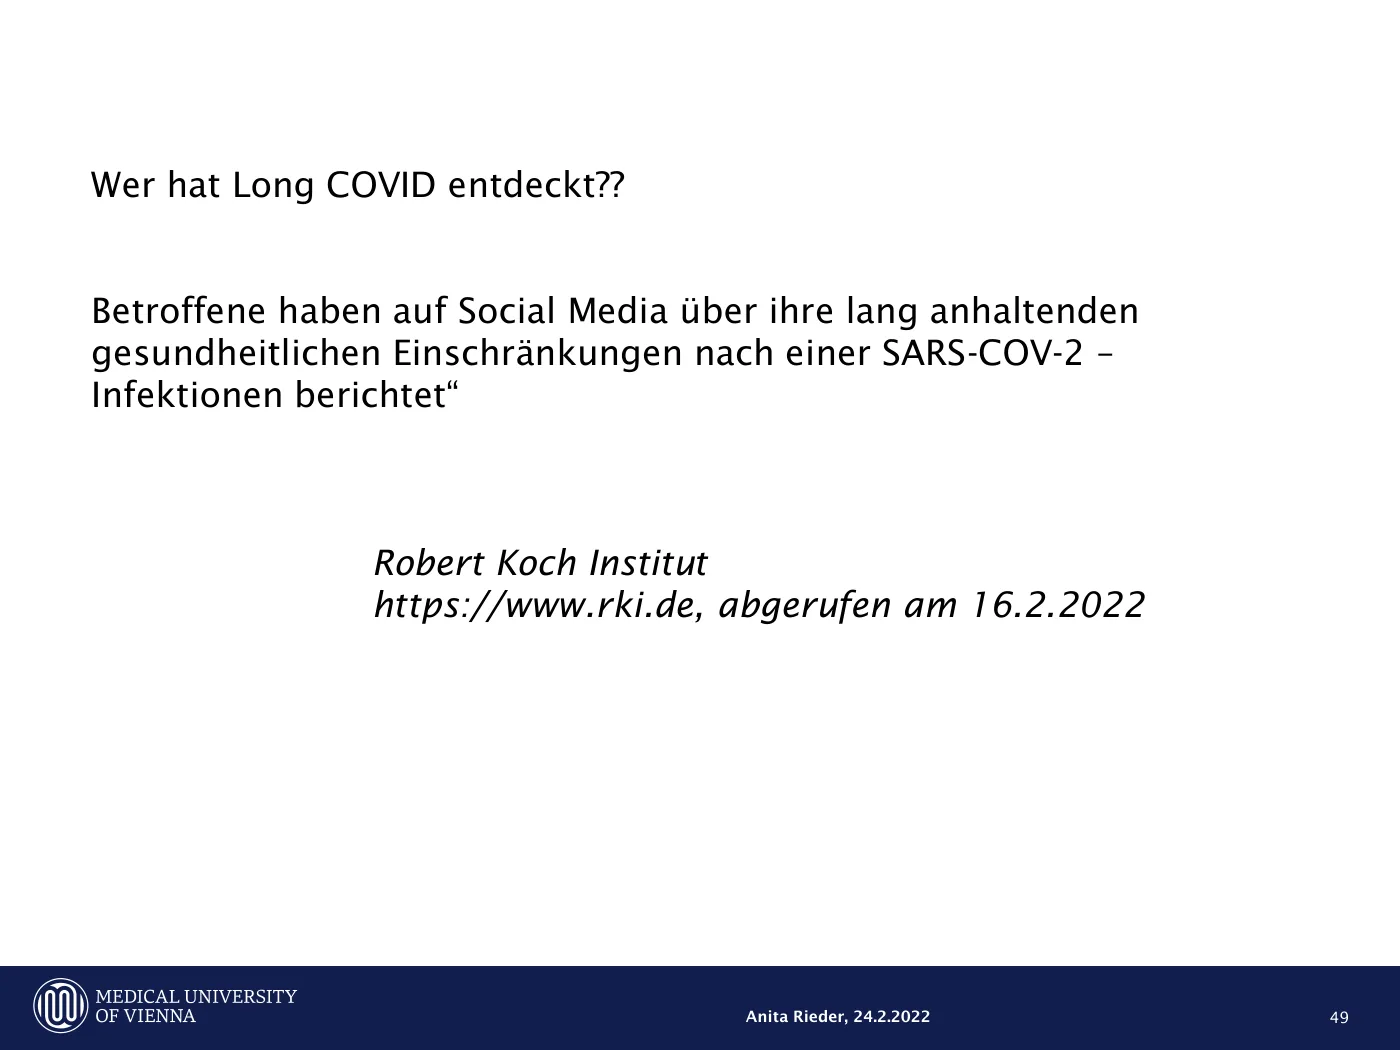 Wer hat Long COVID entdeckt??
Betroffene haben auf Social Media über ihre lang anhaltenden
gesundheitlichen Einschränkungen nach einer SARS-COV-2 –
Infektionen berichtet“
Robert Koch Institut
https://www.rki.de, abgerufen am 16.2.2022
MEDICAL UNIVERSITY
OF VIENNA
Anita Rieder, 24.2.2022
49